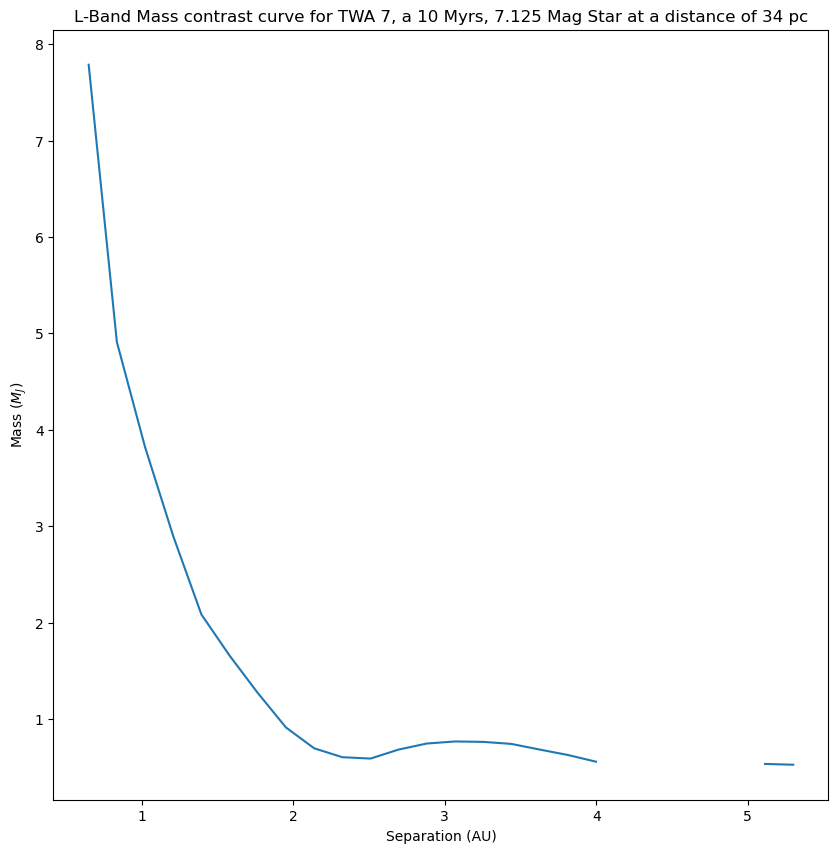 L-Band Mass contrast curve for TWA 7, a 10 Myrs, 7.125 Mag Star at a distance of 34 pc
8
7
6
5
4
3
2
1
Mass (M_J)
1 2 3 4 5
Separation (AU)